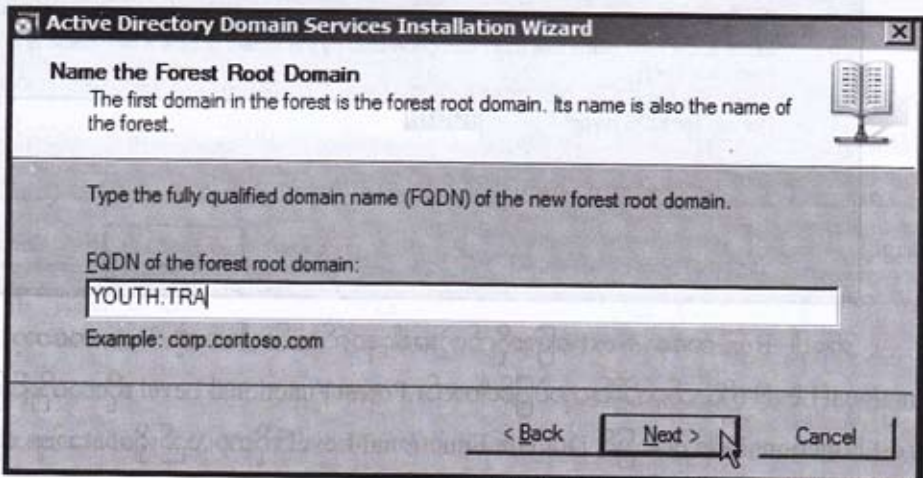 Active Directory Domain Services Installation Wizard
Name the Forest Root Domain
The first domain in the forest is the forest root domain. Its name is also the name of
the forest.
Type the fully qualified domain name (FQDN) of the new forest root domain.
FQDN of the forest root domain:
YOUTH.TRA
Example: corp.contoso.com
< Back
Next >
Cancel